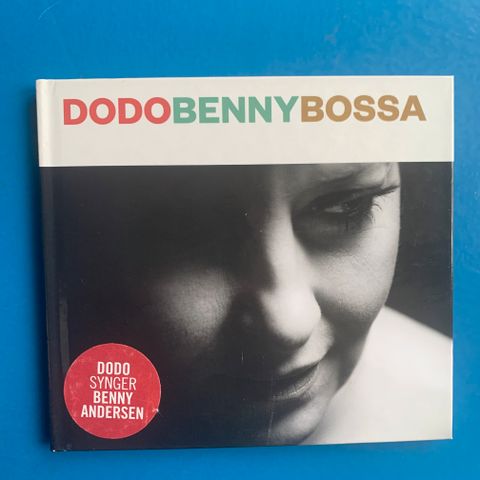 DODOBENNYBOSSA
DODO
SYNGER
BENNY
ANDERSEN